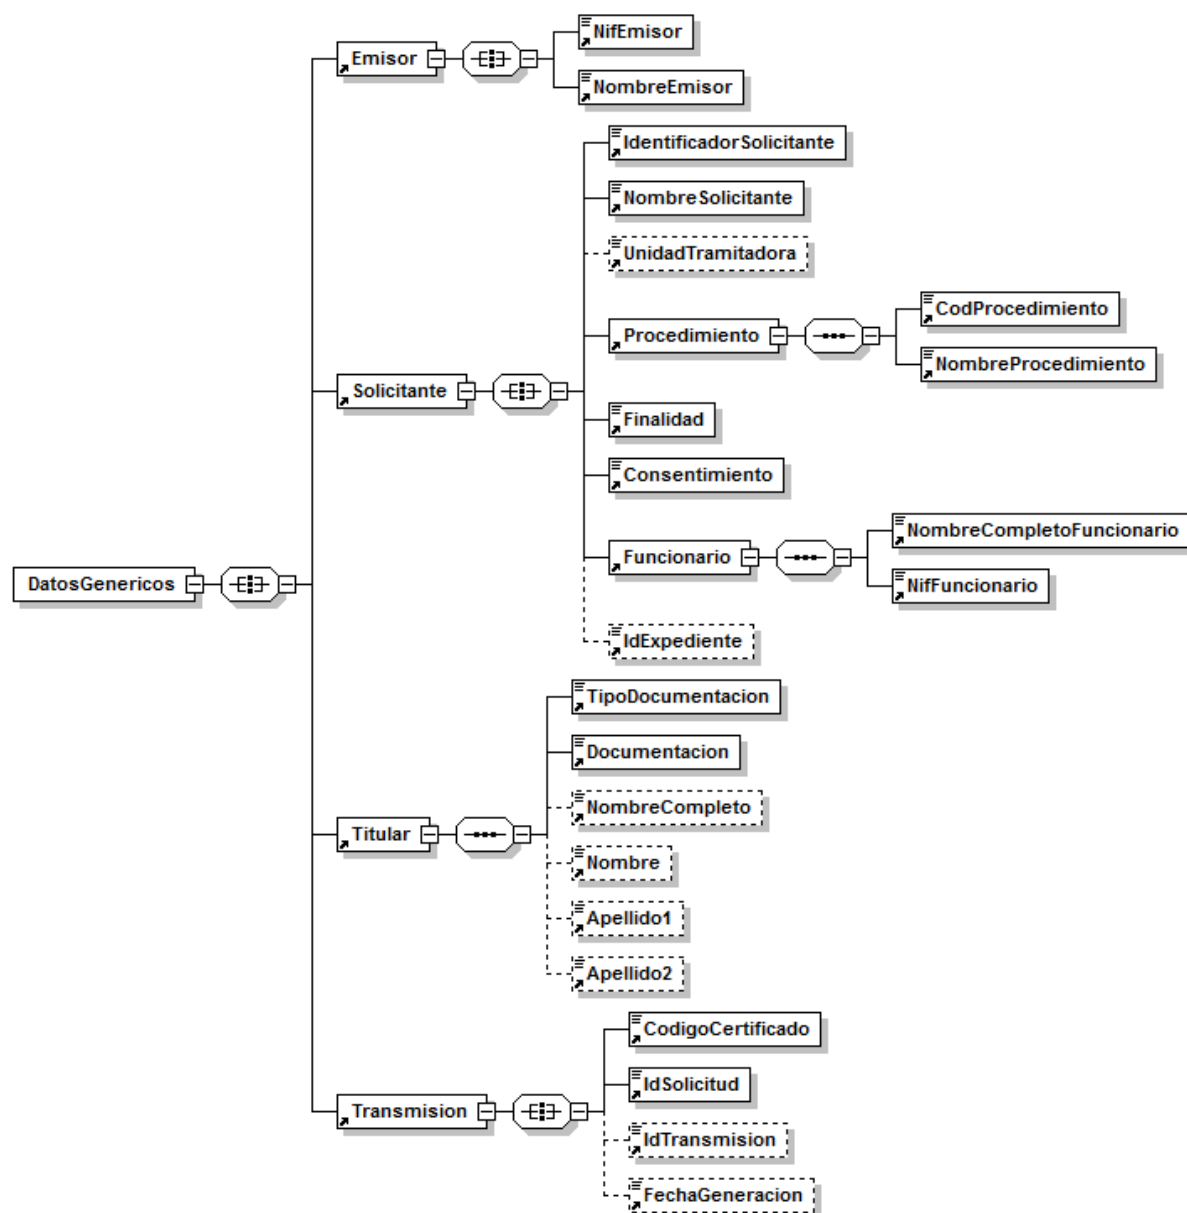 NifEmisor
Emisor
NombreEmisor
IdentificadorSolicitante
NombreSolicitante
UnidadTramitadora
CodProcedimiento
Procedimiento
NombreProcedimiento
Solicitante
Finalidad
Consentimiento
NombreCompletoFuncionario
Funcionario
DatosGenericos
NifFuncionario
IdExpediente
TipoDocumentacion
Documentacion
NombreCompleto
Titular
Nombre
Apellido1
Apellido2
CodigoCertificado
IdSolicitud
Transmision
IdTransmision
FechaGeneracion